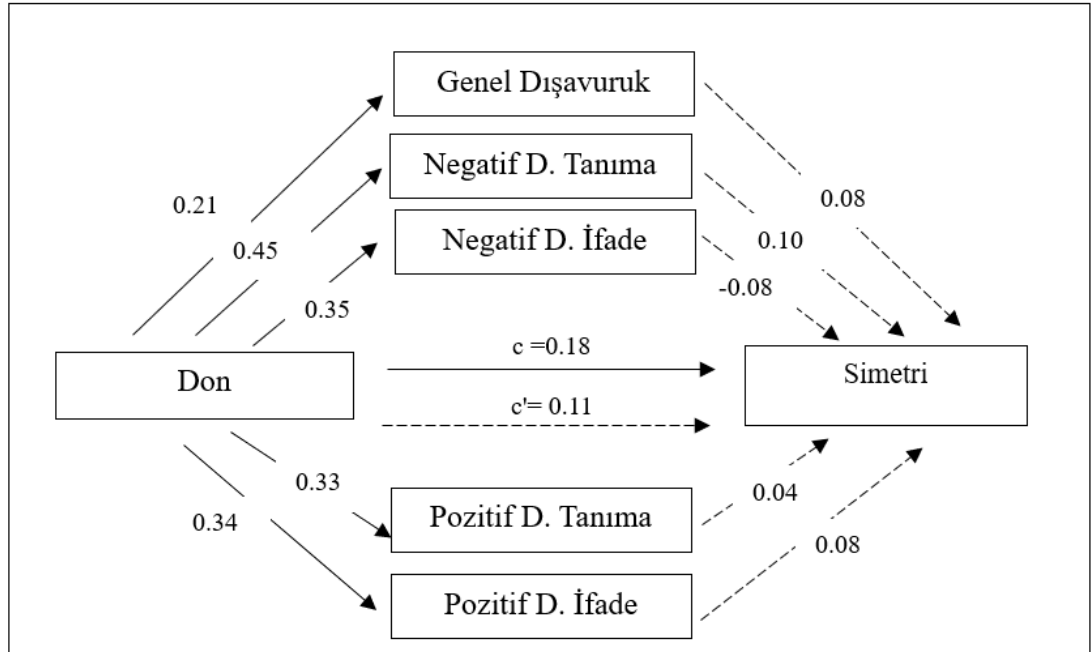 Genel Dışavuruk
Negatif D. Tanıma
0.21
0.08
Negatif D. İfade
0.45
0.10
-0.08
0.35
c =0.18
Don
Simetri
c'= 0.11
0.33
0.04
Pozitif D. Tanıma
0.34
0.08
Pozitif D. İfade